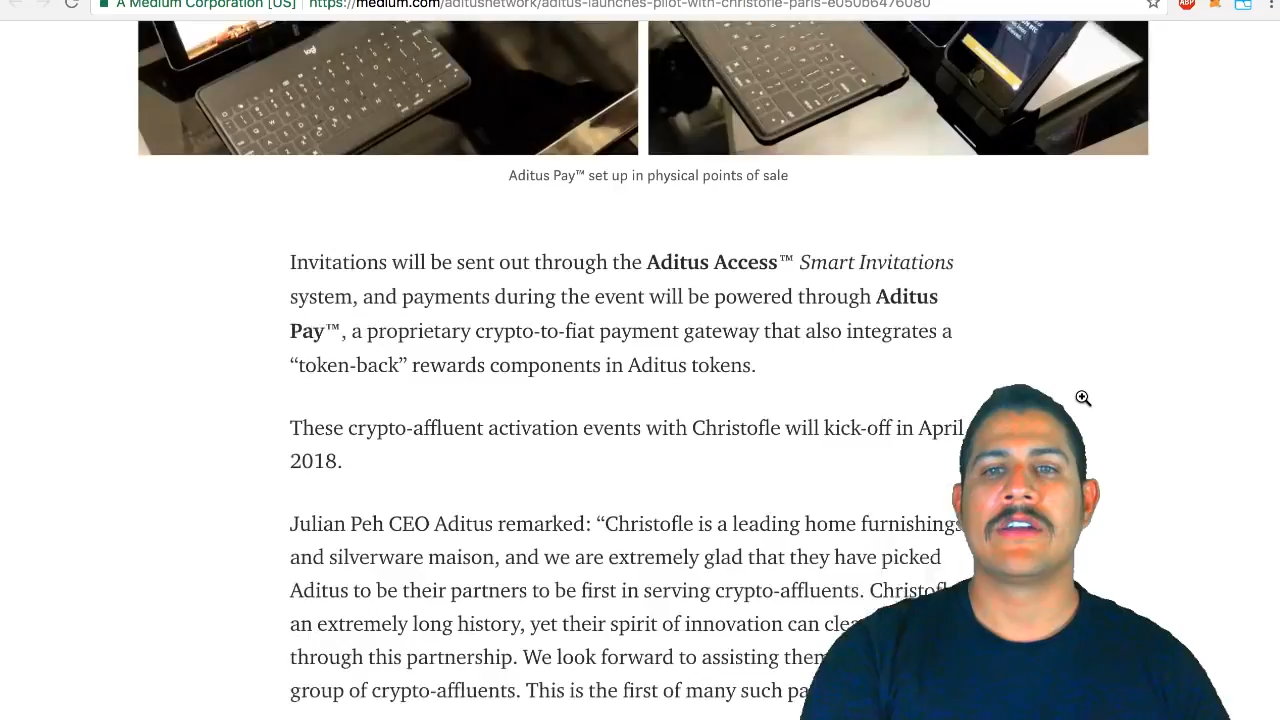 A Medium Corporation [US]
https://medium.com/aditusnetwork/aditus-launches-pilot-with-christofle-paris-e050b6476080
ABP
logi
Aditus Pay™ set up in physical points of sale
Invitations will be sent out through the Aditus Access™ Smart Invitations
system, and payments during the event will be powered through Aditus
Pay™, a proprietary crypto-to-fiat payment gateway that also integrates a
“token-back” rewards components in Aditus tokens.
These crypto-affluent activation events with Christofle will kick-off in April
2018.
Julian Peh CEO Aditus remarked: “Christofle is a leading home furnishings
and silverware maison, and we are extremely glad that they have picked
Aditus to be their partners to be first in serving crypto-affluents.
an extremely long history, yet their spirit of innovation can
through this partnership. We look forward to assisting
group of crypto-affluents. This is the first of many such